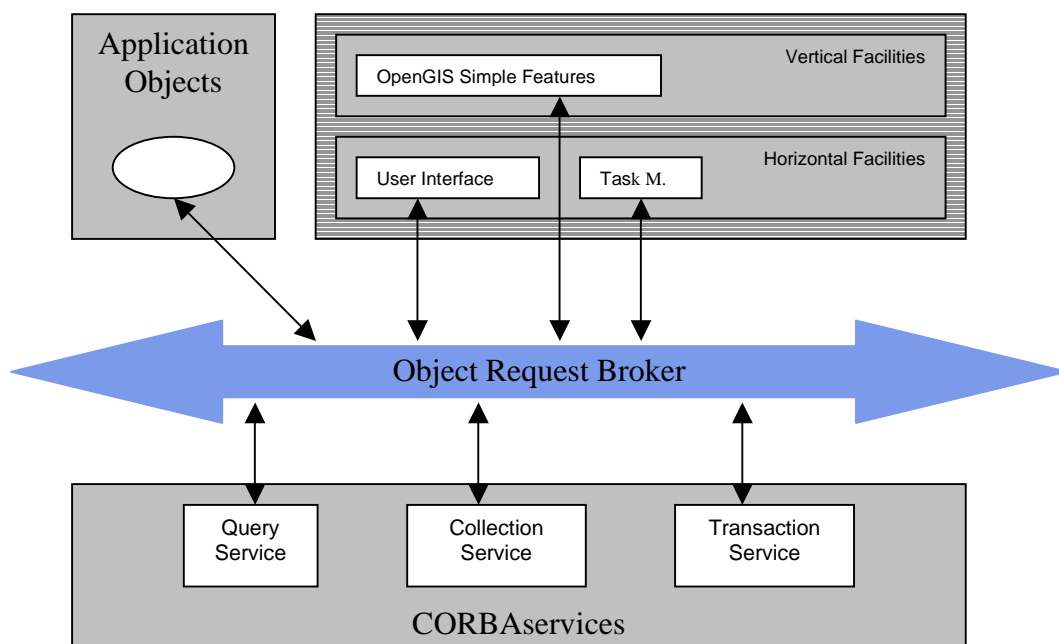 Application
Objects
Vertical Facilities
OpenGIS Simple Features
Horizontal Facilities
User Interface
Task M.
Object Request Broker
Query
Service
Collection
Service
Transaction
Service
CORBAservices